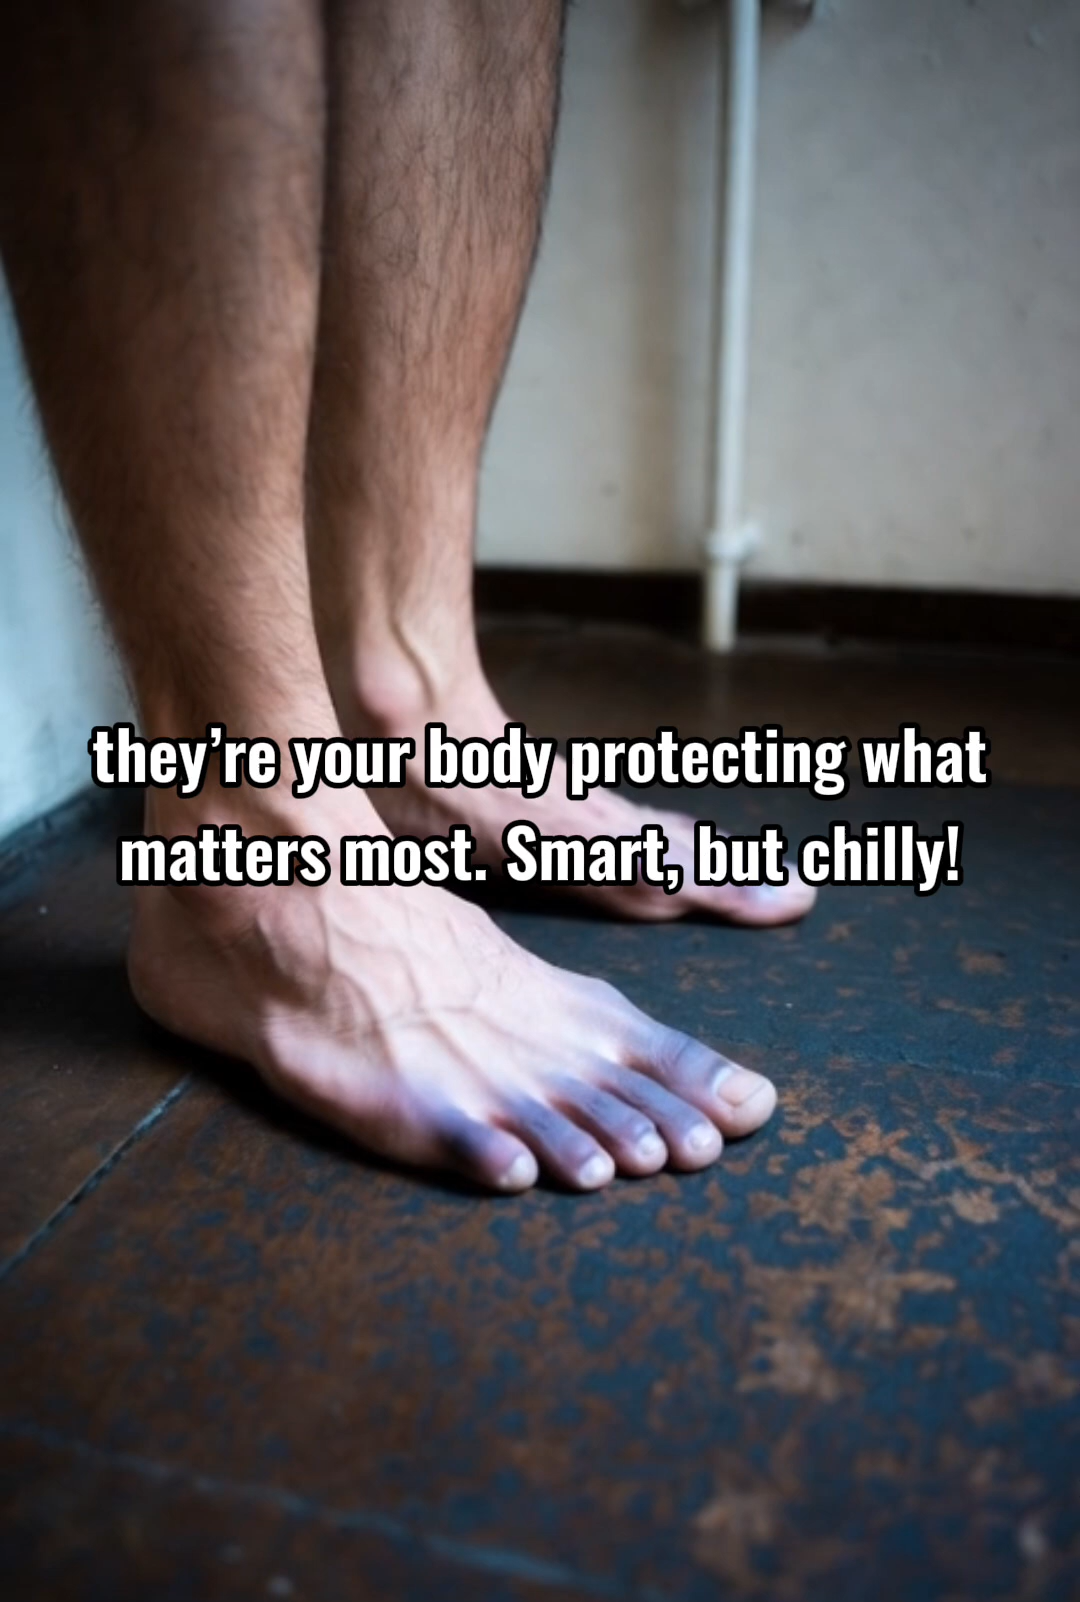 they’re your body protecting what
matters most. Smart, but chilly!